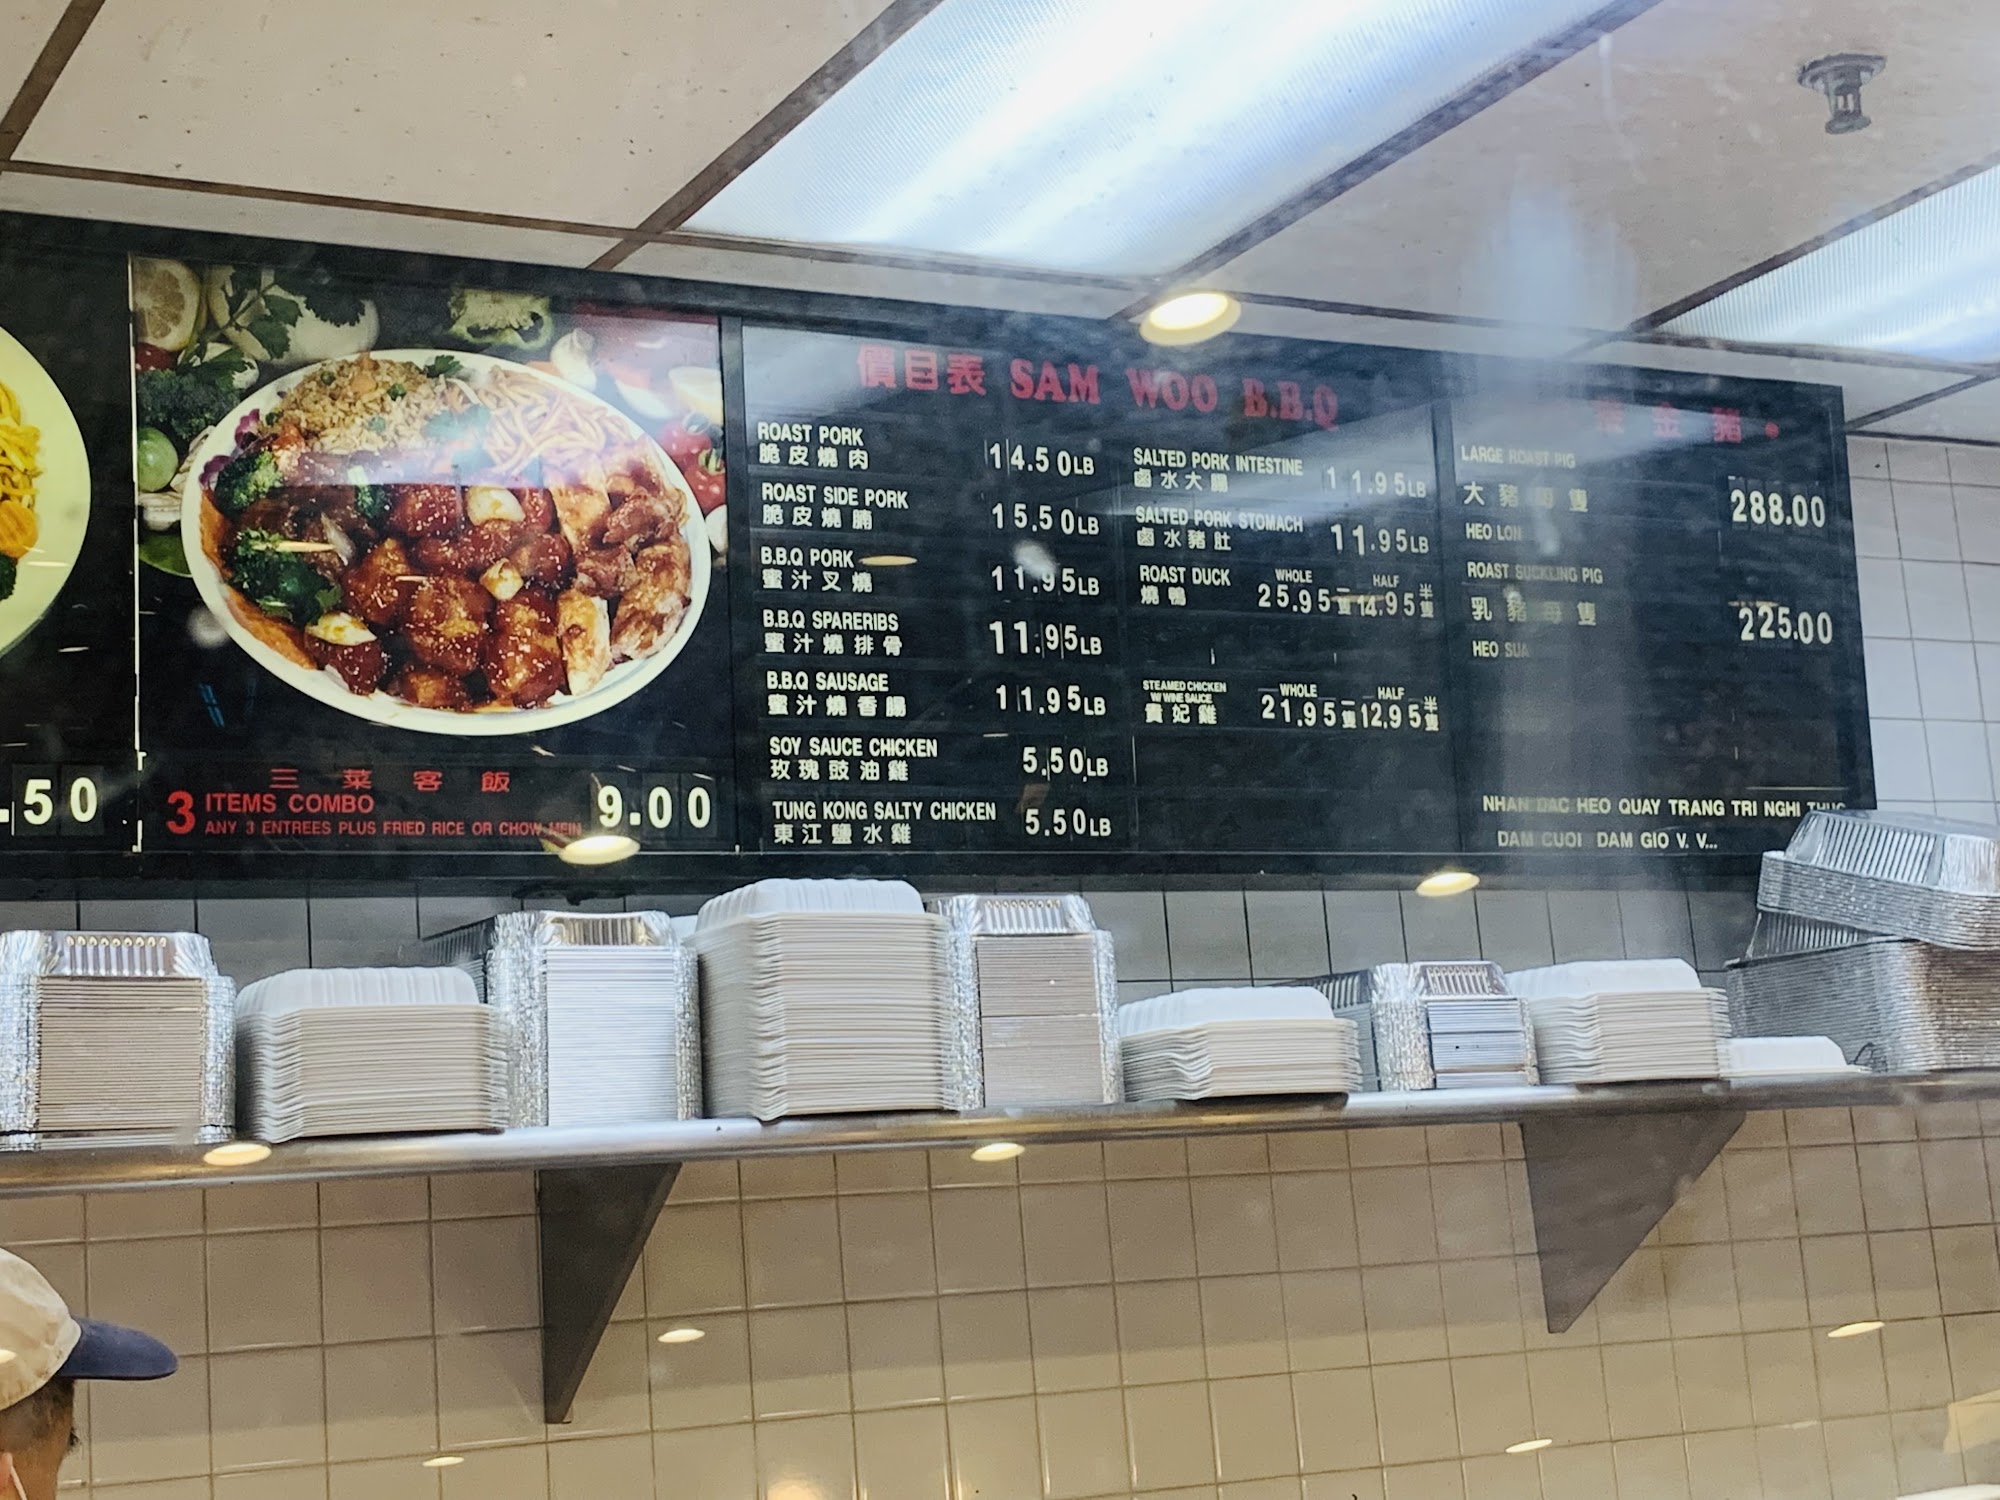 .50
三菜客飯
3 ITEMS COMBO
ANY 3 ENTREES PLUS FRIED RICE OR CHOW MEIN
9.00
價目表 SAM WOO B.B.Q
ROAST PORK
脆皮燒肉
14.50LB
ROAST SIDE PORK
脆皮燒腩
15.50LB
B.B.Q PORK
蜜汁叉燒
11.95LB
B.B.Q SPARERIBS
蜜汁燒排骨
11.95LB
B.B.Q SAUSAGE
蜜汁燒香腸
11.95LB
SOY SAUCE CHICKEN
玫瑰豉油雞
5.50LB
TUNG KONG SALTY CHICKEN
東江鹽水雞
5.50LB
SALTED PORK INTESTINE
鹵水大腸
11.95LB
SALTED PORK STOMACH
鹵水豬肚
11.95LB
ROAST DUCK
燒鴨
WHOLE HALF
25.95一隻 14.95半隻
STEAMED CHICKEN
W/ WINE SAUCE
貴妃雞
WHOLE HALF
21.95一隻 12.95半隻
金豬
LARGE ROAST PIG
大豬每隻
288.00
HEO LON
ROAST SUCKLING PIG
乳豬每隻
225.00
HEO SUA
NHAN DAC HEO QUAY TRANG TRI NGHI THUC
DAM CUOI DAM GIO V. V...